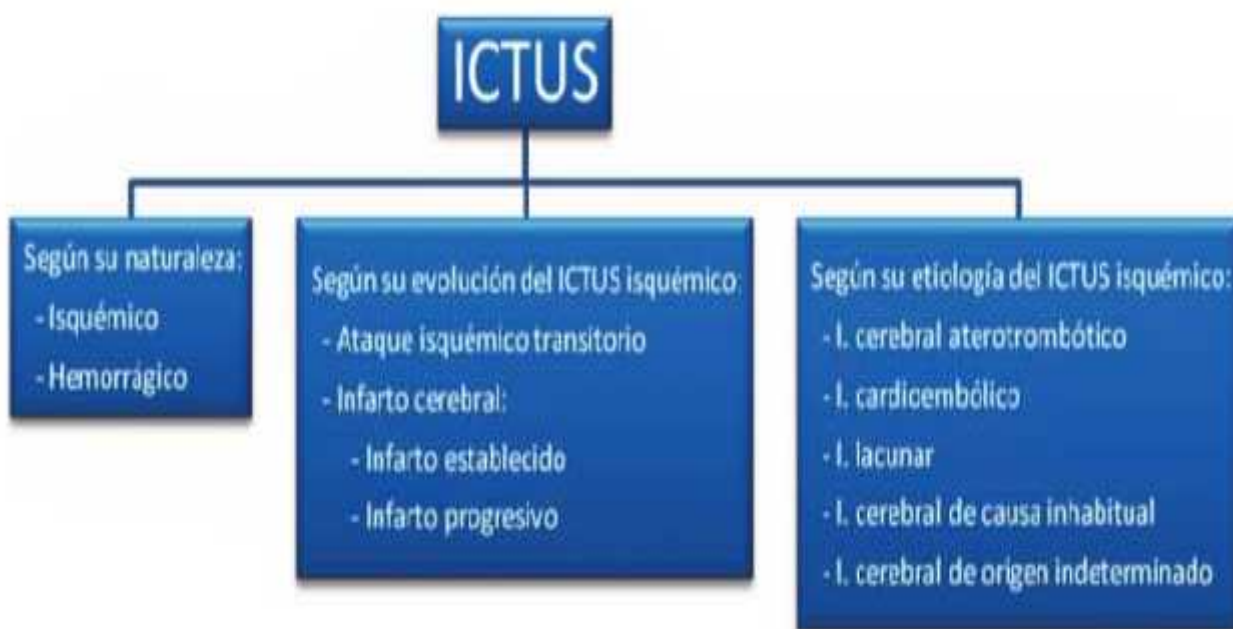 ICTUS
Según su naturaleza:
- Isquémico
- Hemorrágico
Según su evolución del ICTUS isquémico:
- Ataque isquémico transitorio
- Infarto cerebral:
- Infarto establecido
- Infarto progresivo
Según su etiología del ICTUS isquémico:
- I. cerebral aterotrombótico
- I. cardioembólico
- I. lacunar
- I. cerebral de causa inhabitual
- I. cerebral de origen indeterminado